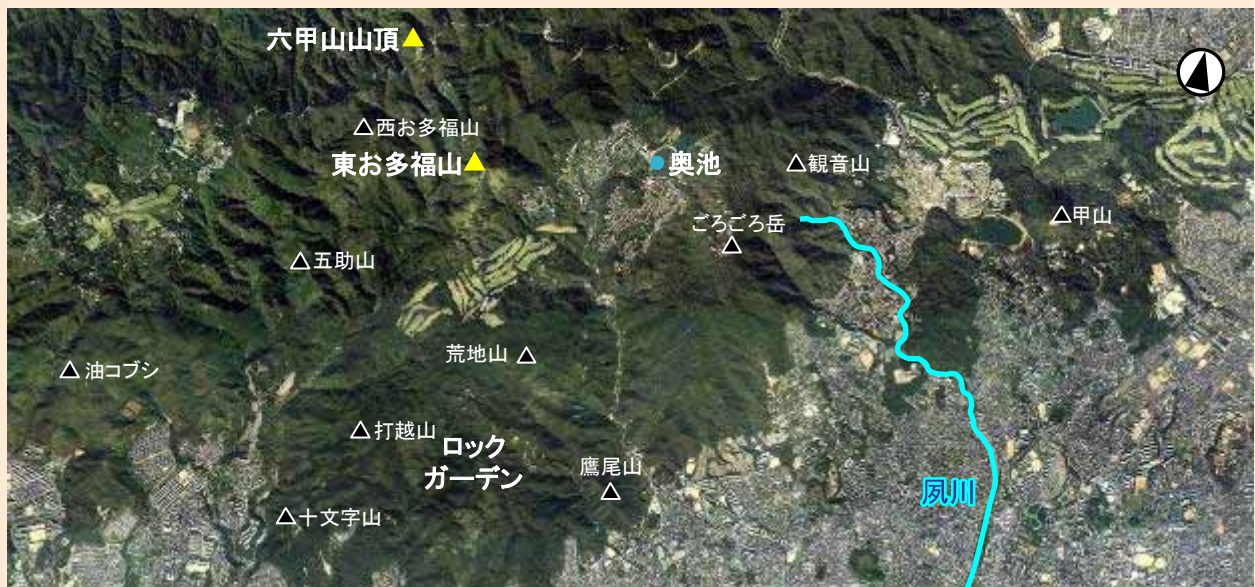 六甲山山頂
西お多福山
東お多福山
奥池
観音山
ごろごろ岳
甲山
五助山
荒地山
油コブシ
打越山
ロック
ガーデン
鷹尾山
夙川
十文字山